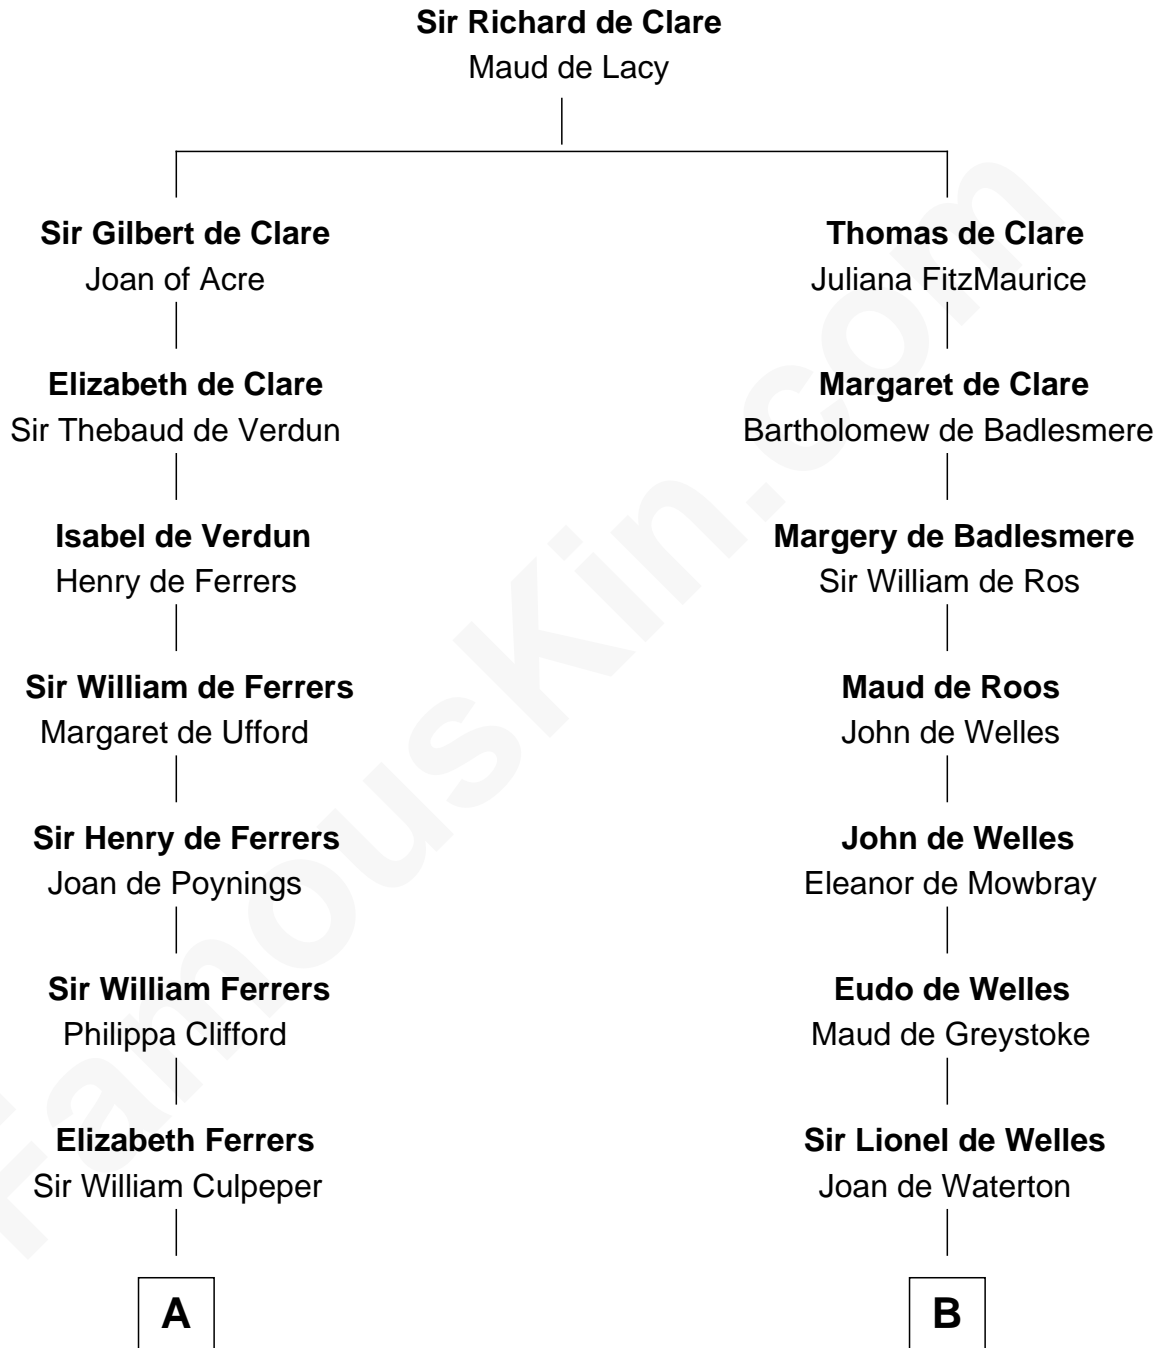 Sir Richard de Clare
Maud de Lacy
Sir Gilbert de Clare
Joan of Acre
Thomas de Clare
Juliana FitzMaurice
Elizabeth de Clare
Sir Thebaud de Verdun
Margaret de Clare
Bartholomew de Badlesmere
Isabel de Verdun
Henry de Ferrers
Margery de Badlesmere
Sir William de Ros
Sir William de Ferrers
Margaret de Ufford
Maud de Roos
John de Welles
Sir Henry de Ferrers
Joan de Poynings
John de Welles
Eleanor de Mowbray
Sir William Ferrers
Philippa Clifford
Eudo de Welles
Maud de Greystoke
Elizabeth Ferrers
Sir William Culpeper
Sir Lionel de Welles
Joan de Waterton
A
B
FamousKin.com